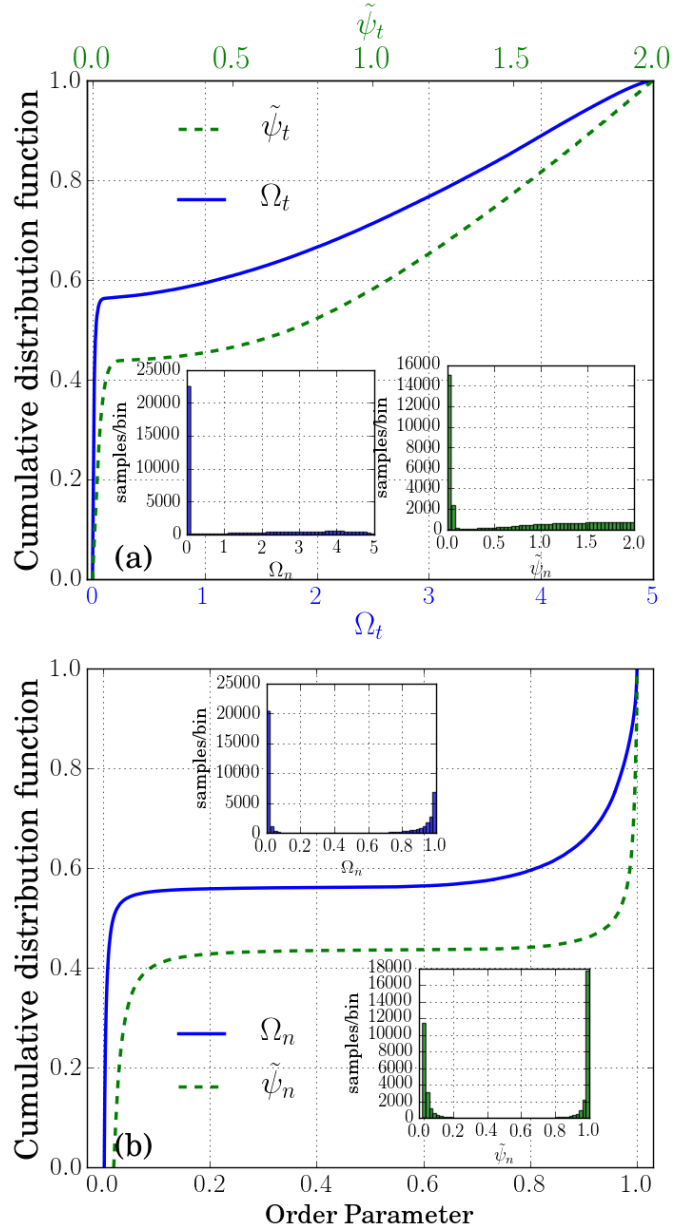 ψ̃_t
0.0 0.5 1.0 1.5 2.0
Cumulative distribution function
1.0
0.8
0.6
0.4
0.2
0.0
ψ̃_t
Ω_t
samples/bin
25000
20000
15000
10000
5000
0
0 1 2 3 4 5
Ω_n
samples/bin
16000
14000
12000
10000
8000
6000
4000
2000
0
0.0 0.5 1.0 1.5 2.0
ψ̃_n
(a)
0 1 2 3 4 5
Ω_t
Cumulative distribution function
1.0
0.8
0.6
0.4
0.2
0.0
samples/bin
25000
20000
15000
10000
5000
0
0.0 0.2 0.4 0.6 0.8 1.0
Ω_n
Ω_n
ψ̃_n
samples/bin
18000
16000
14000
12000
10000
8000
6000
4000
2000
0
0.0 0.2 0.4 0.6 0.8 1.0
ψ̃_n
(b)
0.0 0.2 0.4 0.6 0.8 1.0
Order Parameter